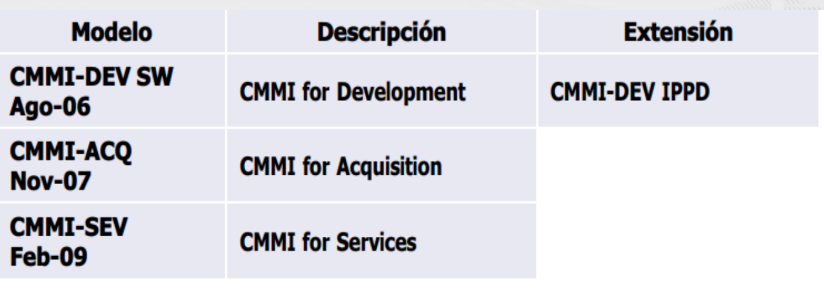 Modelo Descripción Extensión
CMMI-DEV SW
Ago-06
CMMI for Development
CMMI-DEV IPPD
CMMI-ACQ
Nov-07
CMMI for Acquisition
CMMI-SEV
Feb-09
CMMI for Services